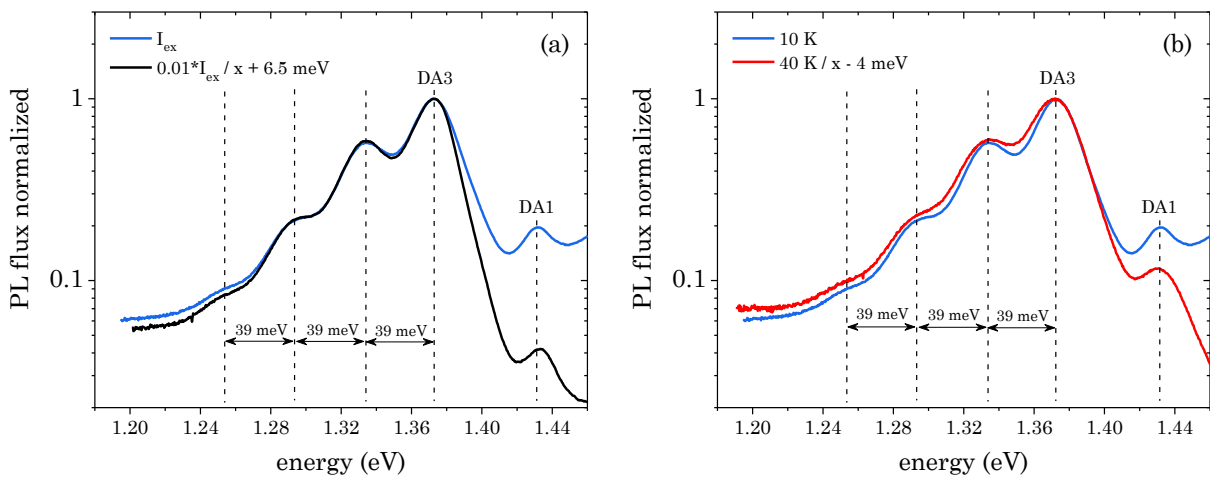 (a)
I_ex
0.01*I_ex / x + 6.5 meV
DA3
DA1
39 meV
39 meV
39 meV
1
0.1
PL flux normalized
1.20
1.24
1.28
1.32
1.36
1.40
1.44
energy (eV)
(b)
10 K
40 K / x - 4 meV
DA3
DA1
39 meV
39 meV
39 meV
1
0.1
PL flux normalized
1.20
1.24
1.28
1.32
1.36
1.40
1.44
energy (eV)